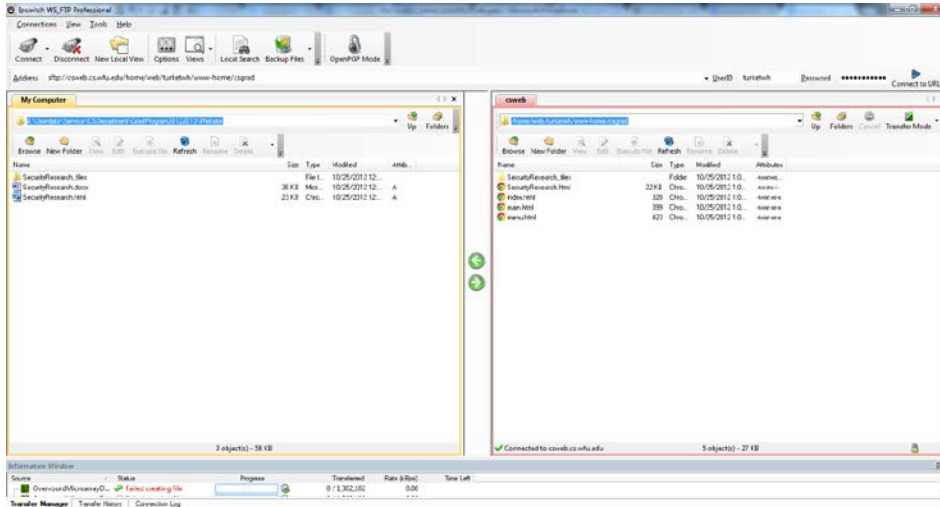 Ipswitch WS_FTP Professional
Connections View Tools Help
Connect Disconnect New Local View Options Views Local Search Backup Files OpenPGP Mode
Address sftp://csweb.cs.wfu.edu/home/web/turketwh/www-home/csgrad UserID turketwh Password Connect to URL
My Computer
Up Folders
Browse New Folder View Edit Execute File Refresh Rename Delete
Name Size Type Modified Attrib...
SecurityResearch_files File f... 10/25/2012 12:...
SecurityResearch.docx 36 KB Micr... 10/25/2012 12:... A
SecurityResearch.html 23 KB Chro... 10/25/2012 12:... A
3 object(s) - 58 KB
csweb
/home/web/turketwh/www-home/csgrad
Up Folders Cancel Transfer Mode
Browse New Folder View Edit Execute File Refresh Rename Delete
Name Size Type Modified Attributes
SecurityResearch_files Folder 10/25/2012 1:0...
SecurityResearch.html 22 KB Chro... 10/25/2012 1:0...
index.html 320 Chro... 10/25/2012 1:0...
main.html 399 Chro... 10/25/2012 1:0...
menu.html 423 Chro... 10/25/2012 1:0...
Connected to csweb.cs.wfu.edu 5 object(s) - 27 KB
Information Window
Source Status Progress Transferred Rate (kBps) Time Left
OvernourdMicroarrayD... Failed creating file 0 / 1,302,102 0.00
Transfer Manager Transfer History Connection Log